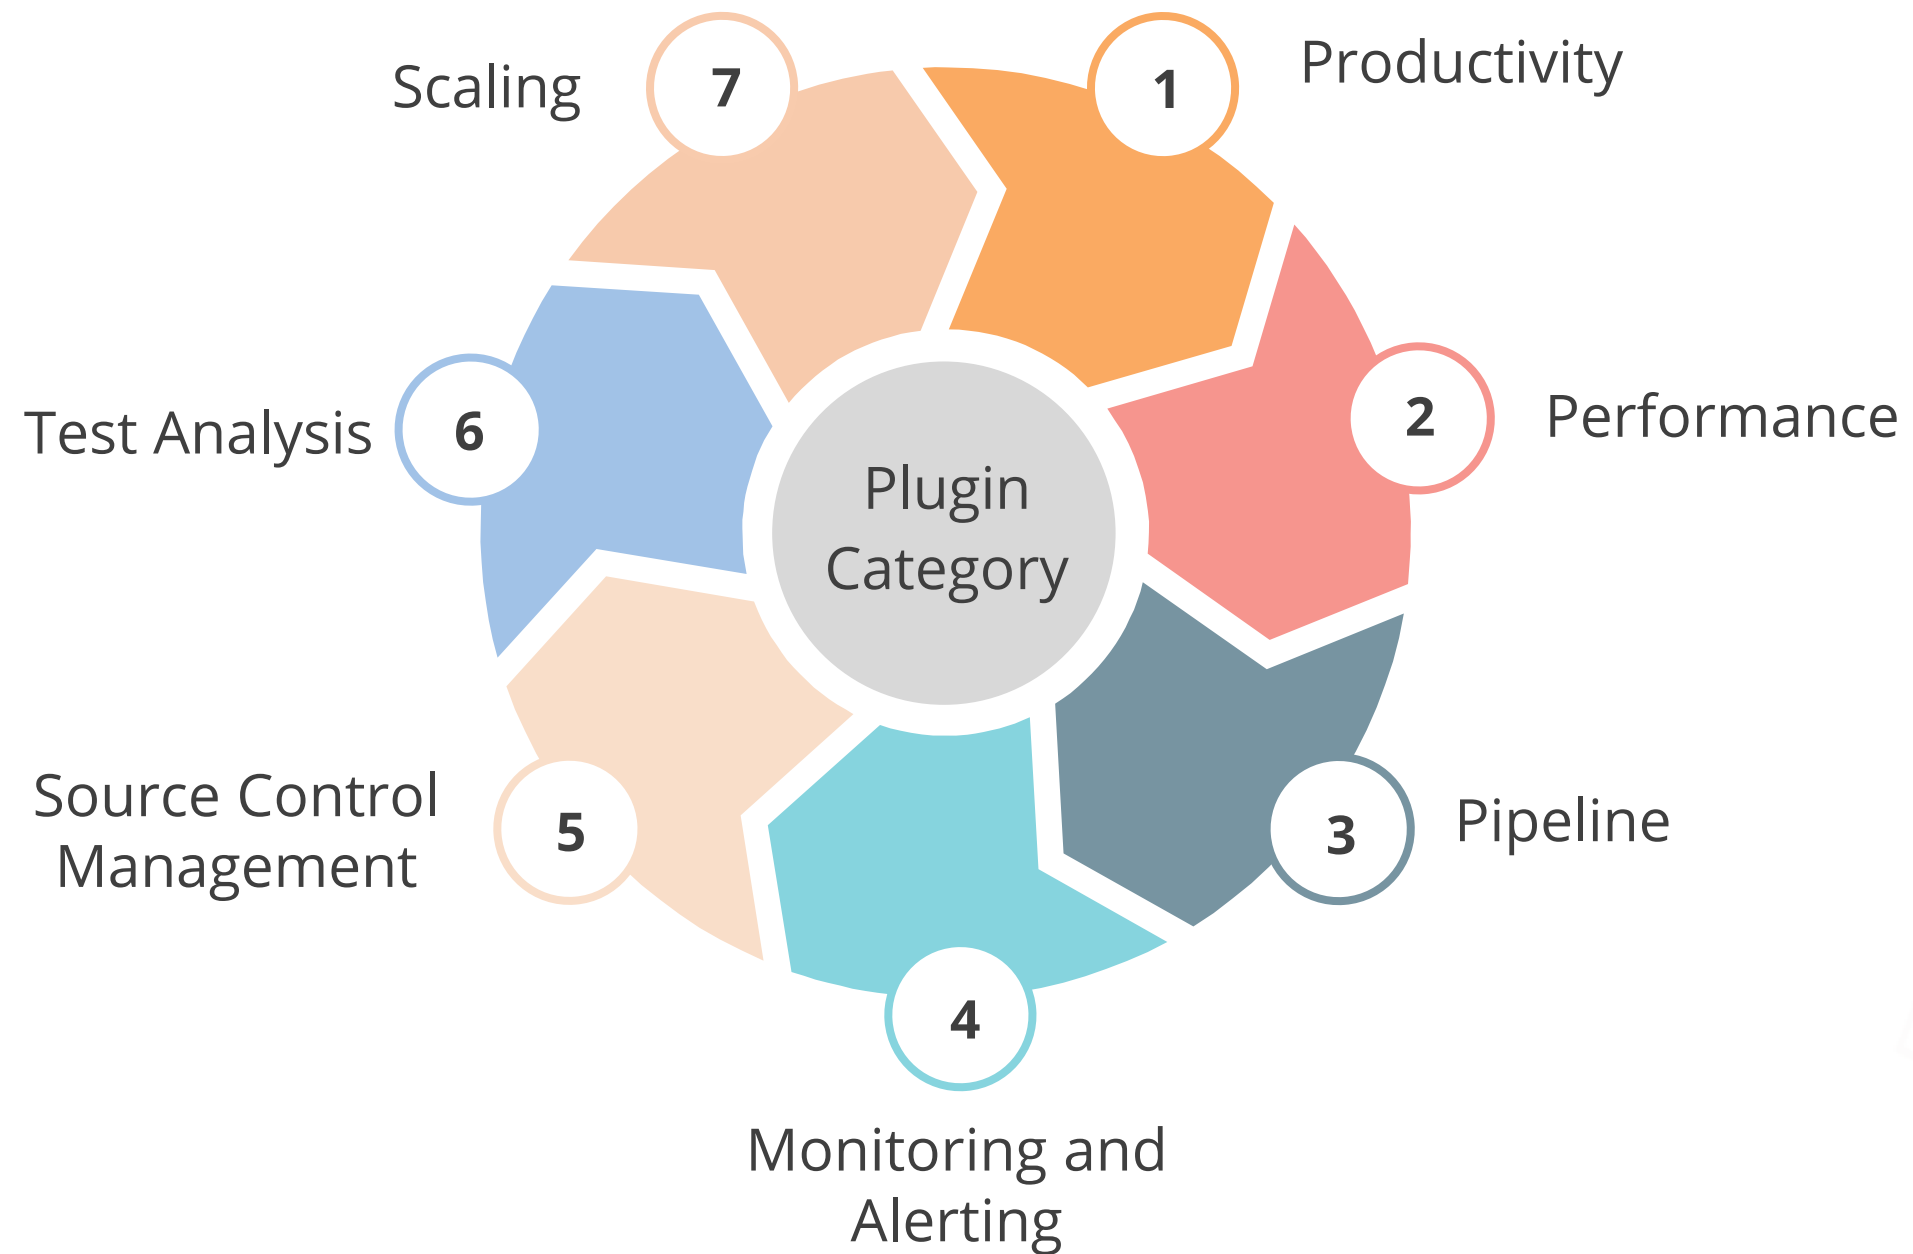 1
Productivity
2
Performance
3
Pipeline
4
Monitoring and
Alerting
5
Source Control
Management
6
Test Analysis
7
Scaling
Plugin
Category